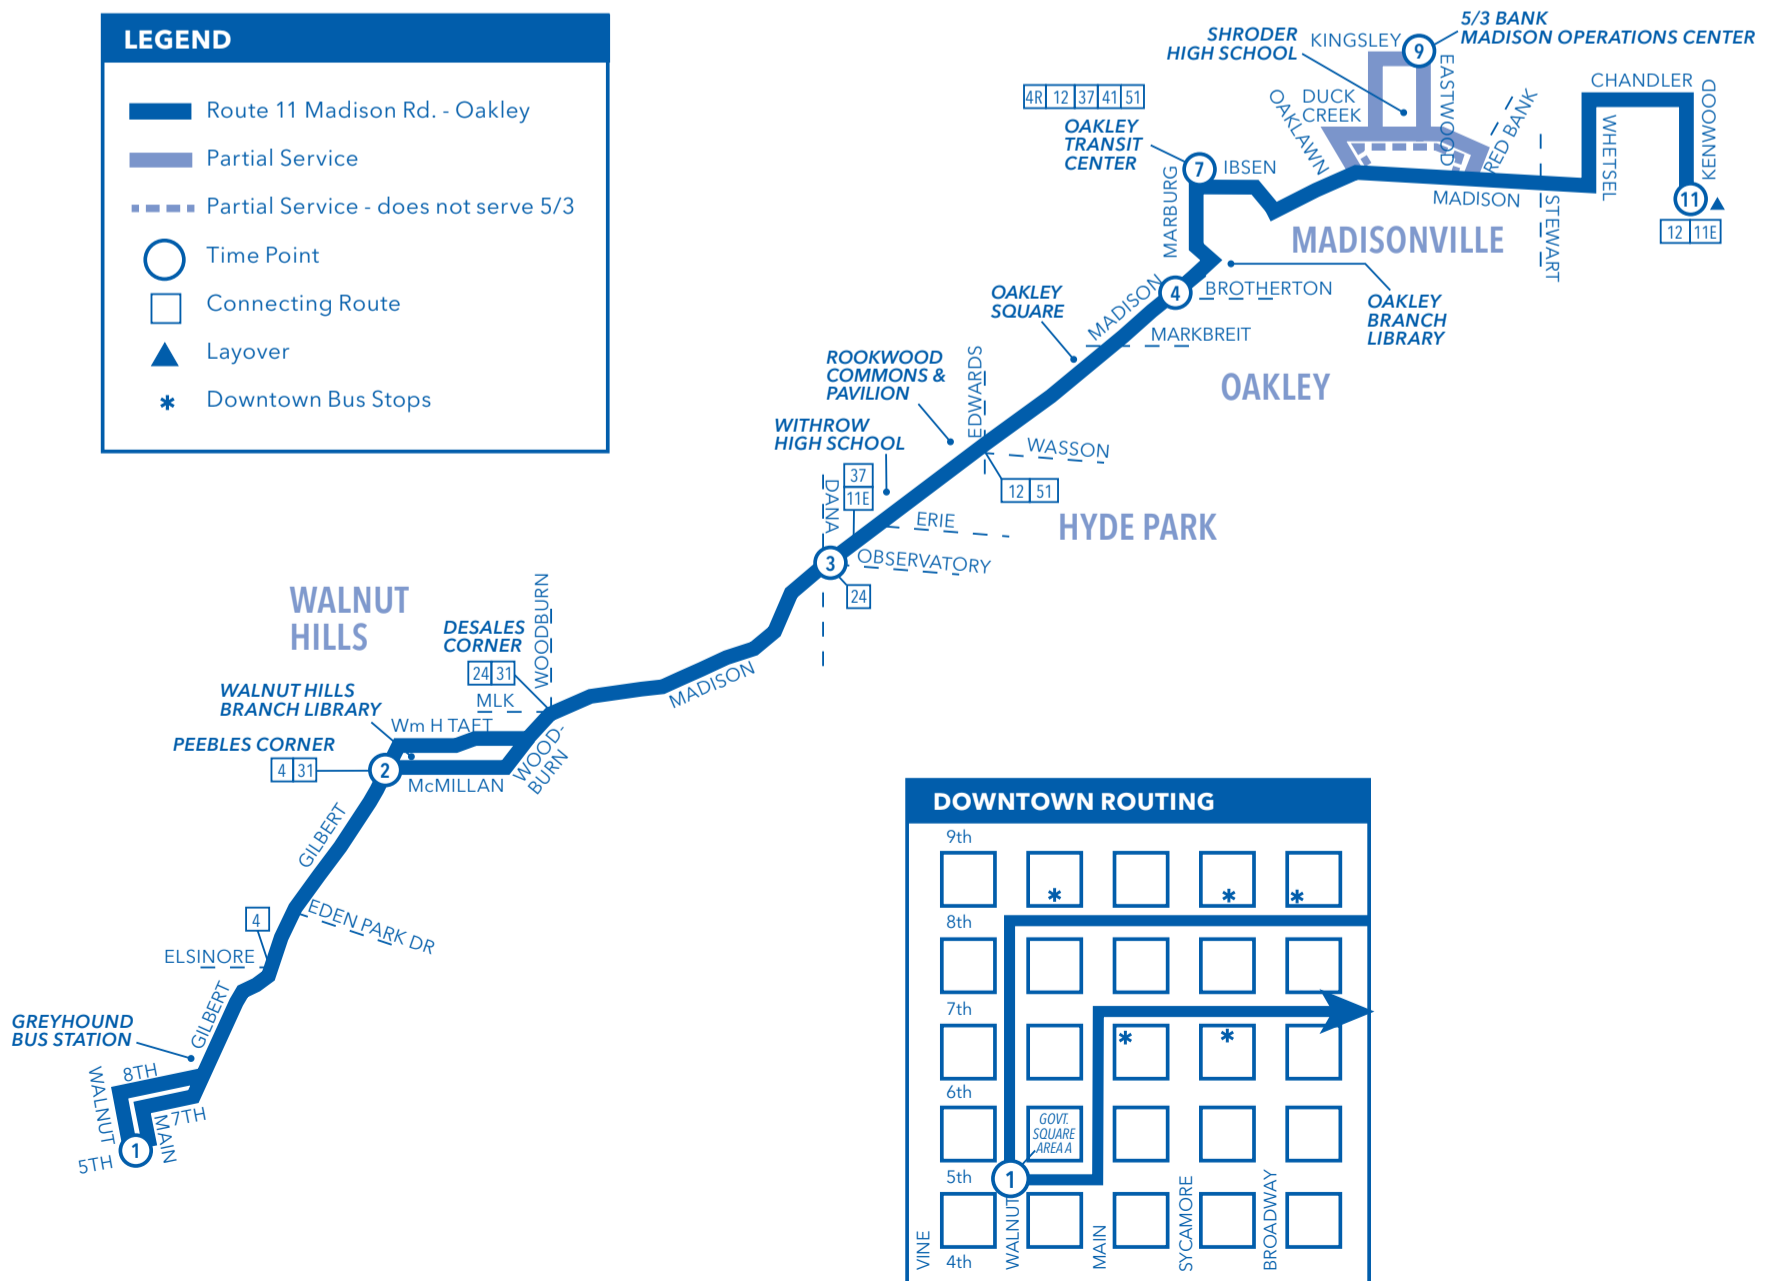 LEGEND
Route 11 Madison Rd. - Oakley
Partial Service
Partial Service - does not serve 5/3
Time Point
Connecting Route
Layover
Downtown Bus Stops
5/3 BANK
MADISON OPERATIONS CENTER
9
KINGSLEY
SHRODER
HIGH SCHOOL
EASTWOOD
DUCK
CREEK
OAKLAWN
RED BANK
CHANDLER
KENWOOD
WHETSEL
11
12 11E
STEWART
MADISON
MADISONVILLE
4R 12 37 41 51
OAKLEY
TRANSIT
CENTER
7
IBSEN
MARBURG
4
BROTHERTON
OAKLEY
BRANCH
LIBRARY
MADISON
MARKBREIT
OAKLEY
SQUARE
OAKLEY
ROOKWOOD
COMMONS &
PAVILION
EDWARDS
WASSON
12 51
WITHROW
HIGH SCHOOL
37
11E
DANA
ERIE
HYDE PARK
3
OBSERVATORY
24
WALNUT
HILLS
DESALES
CORNER
24 31
WOODBURN
MLK
MADISON
WALNUT HILLS
BRANCH LIBRARY
Wm H TAFT
PEEBLES CORNER
4 31
2
McMILLAN
WOOD-
BURN
GILBERT
EDEN PARK DR
4
ELSINORE
GILBERT
GREYHOUND
BUS STATION
8TH
WALNUT
7TH
MAIN
1
5TH
DOWNTOWN ROUTING
9th
8th
7th
6th
GOVT.
SQUARE
AREA A
5th
1
4th
VINE
WALNUT
MAIN
SYCAMORE
BROADWAY